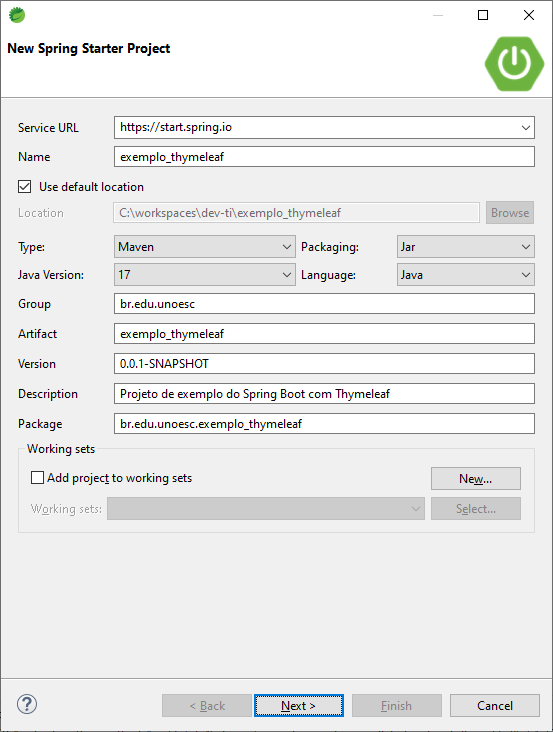 New Spring Starter Project
Service URL https://start.spring.io
Name exemplo_thymeleaf
Use default location
Location C:\workspaces\dev-ti\exemplo_thymeleaf Browse
Type: Maven Packaging: Jar
Java Version: 17 Language: Java
Group br.edu.unoesc
Artifact exemplo_thymeleaf
Version 0.0.1-SNAPSHOT
Description Projeto de exemplo do Spring Boot com Thymeleaf
Package br.edu.unoesc.exemplo_thymeleaf
Working sets
Add project to working sets New...
Working sets: Select...
? < Back Next > Finish Cancel